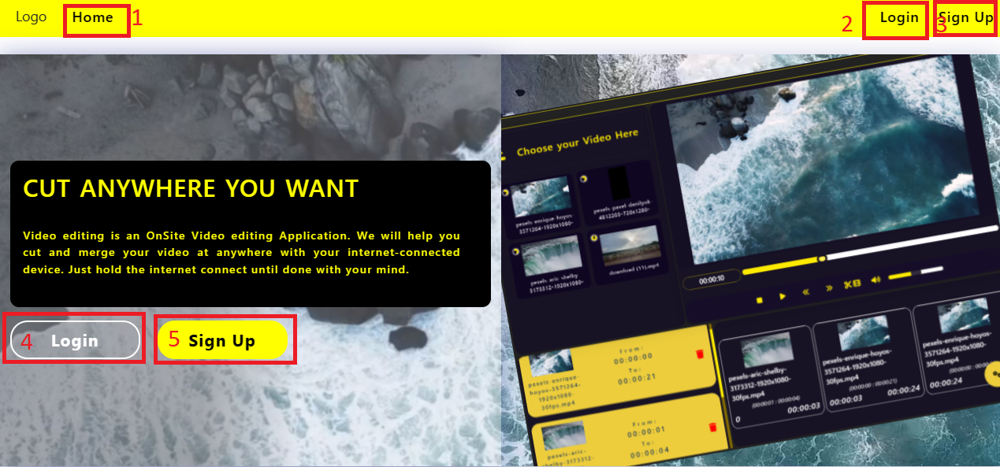 Logo
Home
1
2
Login
3
Sign Up
CUT ANYWHERE YOU WANT
Video editing is an OnSite Video editing Application. We will help you
cut and merge your video at anywhere with your internet-connected
device. Just hold the internet connect until done with your mind.
4
Login
5
Sign Up
Choose your Video Here
pexels-enrique-hoyos-
3571264-1920x1080-
pexels-pavel-danilyuk-
4812203-720x1280-
pexels-aric-shelby
3173312-1920x1080-
download (11).mp4
00:00:10
pexels-enrique-
hoyos-3571264-
1920x1080-
30fps.mp4
From:
00:00:00
To:
00:00:21
pexels-aric-
shelby-3173312-
From:
00:00:01
To:
00:00:04
pexels-aric-shelby-
3173312-1920x1080-
30fps.mp4
(00:00:01 : 00:00:04)
0
00:00:03
pexels-enrique-hoyos-
3571264-1920x1080-
30fps.mp4
(00:00:00 : 00:00:21)
00:00:03
00:00:24
pexels-enrique-hoyos-
3571264-1920x1080-
30fps.mp4
00:00:24